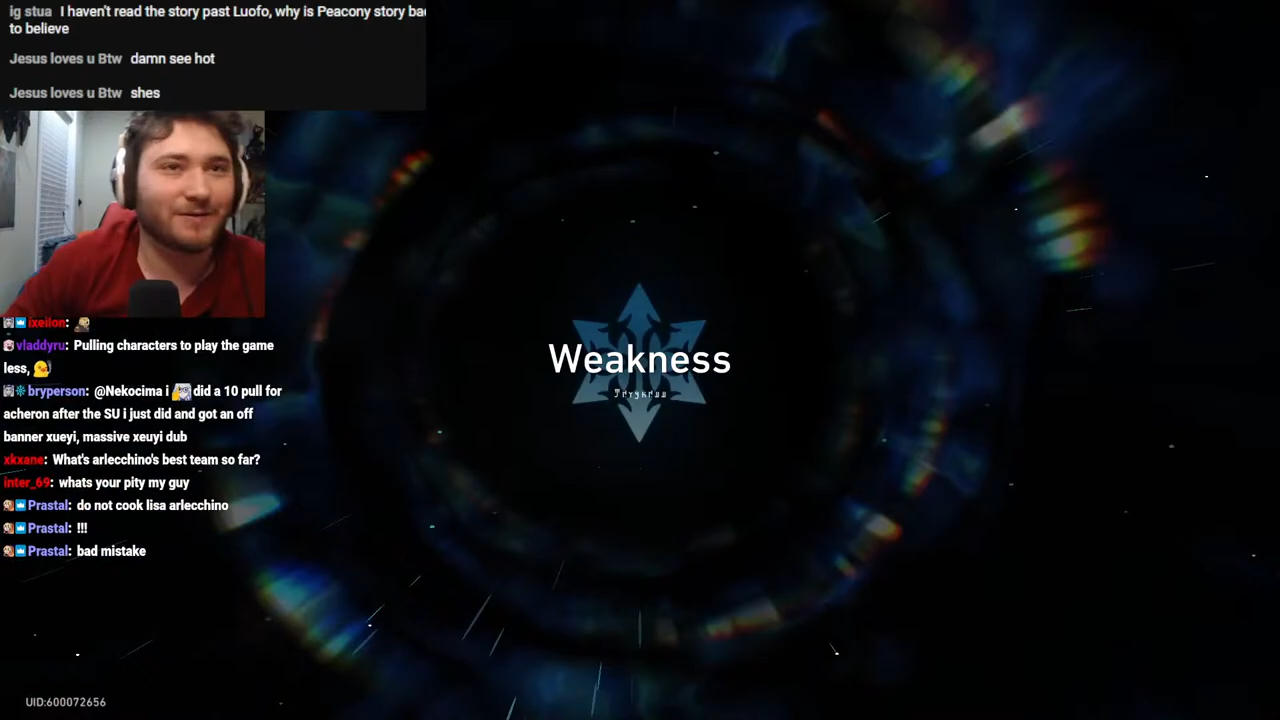 ig stua I haven't read the story past Luofo, why is Peacony story bac
to believe
Jesus loves u Btw damn see hot
Jesus loves u Btw shes
ixeilon:
vladdyru: Pulling characters to play the game
less,
bryperson: @Nekocima i did a 10 pull for
acheron after the SU i just did and got an off
banner xueyi, massive xeuyi dub
xkxane: What's arlecchino's best team so far?
inter_69: whats your pity my guy
Prastal: do not cook lisa arlecchino
Prastal: !!!
Prastal: bad mistake
Weakness
UID:600072656